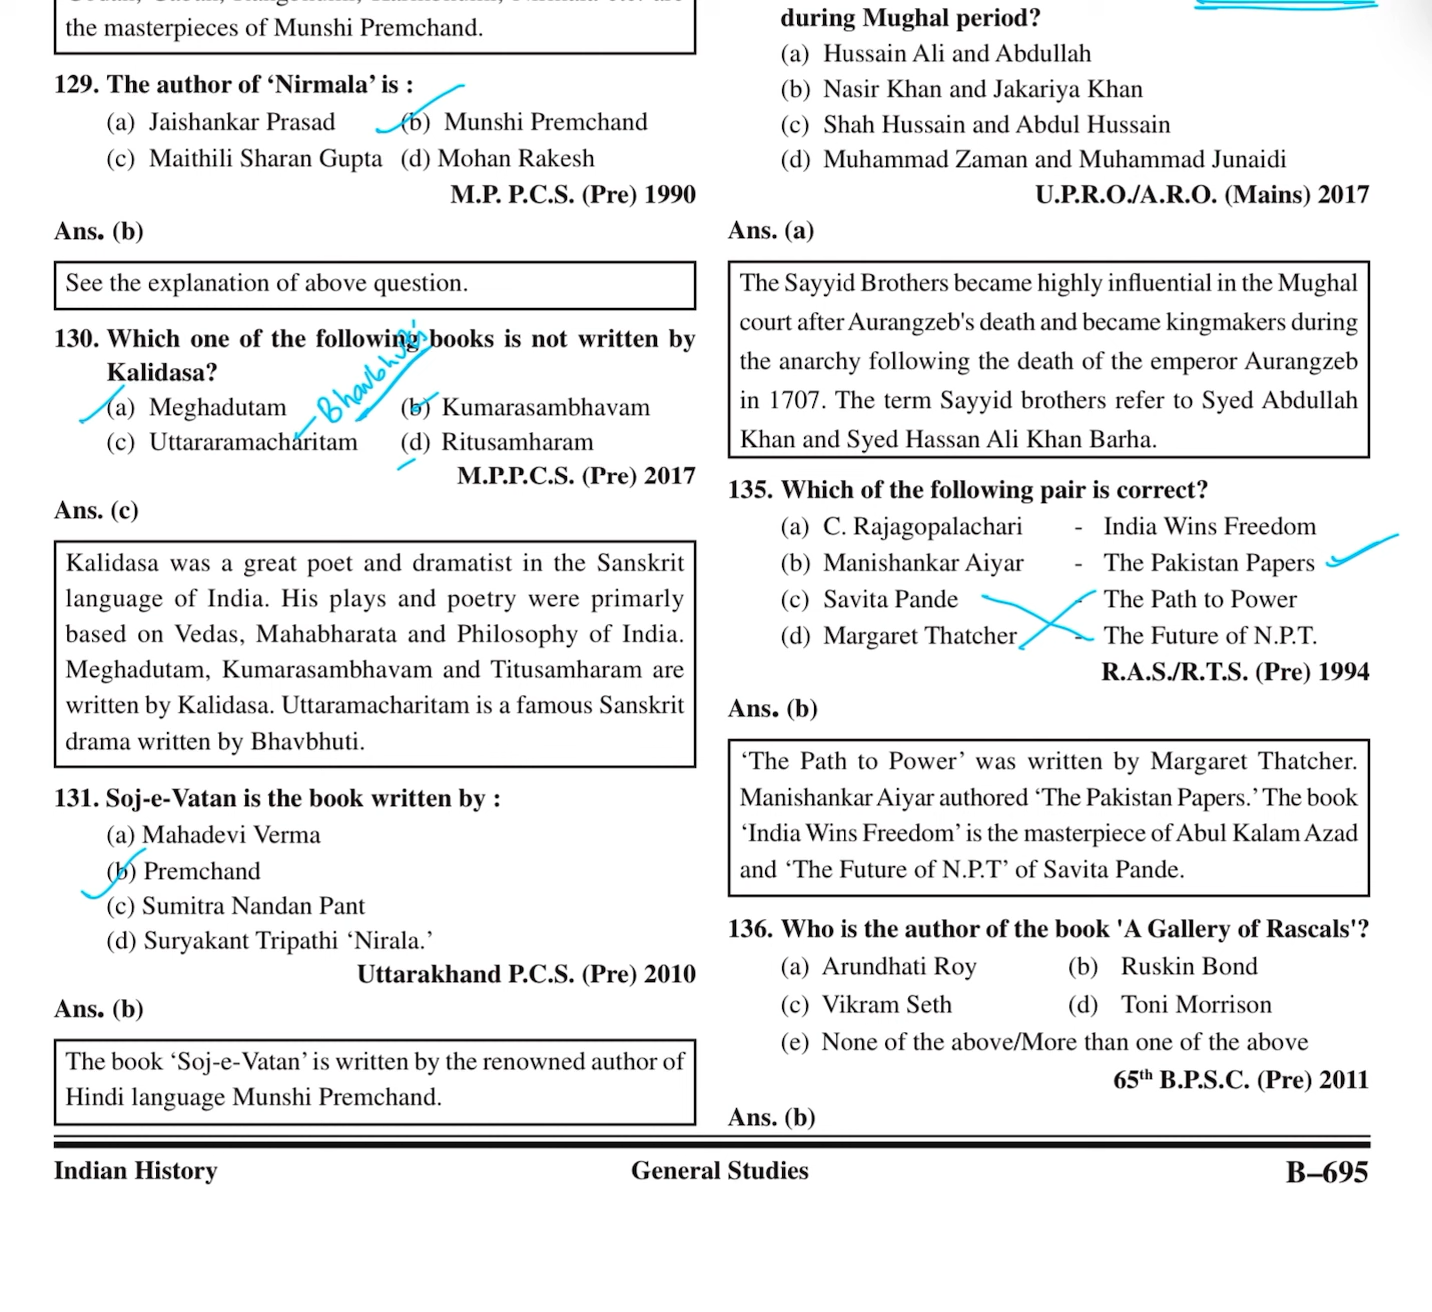 the masterpieces of Munshi Premchand.
129. The author of ‘Nirmala’ is :
(a) Jaishankar Prasad (b) Munshi Premchand
(c) Maithili Sharan Gupta (d) Mohan Rakesh
M.P. P.C.S. (Pre) 1990
Ans. (b)
See the explanation of above question.
130. Which one of the following books is not written by
Kalidasa?
(a) Meghadutam (b) Kumarasambhavam
(c) Uttararamacharitam (d) Ritusamharam
M.P.P.C.S. (Pre) 2017
Ans. (c)
Kalidasa was a great poet and dramatist in the Sanskrit
language of India. His plays and poetry were primarly
based on Vedas, Mahabharata and Philosophy of India.
Meghadutam, Kumarasambhavam and Titusamharam are
written by Kalidasa. Uttaramacharitam is a famous Sanskrit
drama written by Bhavbhuti.
131. Soj-e-Vatan is the book written by :
(a) Mahadevi Verma
(b) Premchand
(c) Sumitra Nandan Pant
(d) Suryakant Tripathi ‘Nirala.’
Uttarakhand P.C.S. (Pre) 2010
Ans. (b)
The book ‘Soj-e-Vatan’ is written by the renowned author of
Hindi language Munshi Premchand.
during Mughal period?
(a) Hussain Ali and Abdullah
(b) Nasir Khan and Jakariya Khan
(c) Shah Hussain and Abdul Hussain
(d) Muhammad Zaman and Muhammad Junaidi
U.P.R.O./A.R.O. (Mains) 2017
Ans. (a)
The Sayyid Brothers became highly influential in the Mughal
court after Aurangzeb's death and became kingmakers during
the anarchy following the death of the emperor Aurangzeb
in 1707. The term Sayyid brothers refer to Syed Abdullah
Khan and Syed Hassan Ali Khan Barha.
135. Which of the following pair is correct?
(a) C. Rajagopalachari - India Wins Freedom
(b) Manishankar Aiyar - The Pakistan Papers
(c) Savita Pande - The Path to Power
(d) Margaret Thatcher - The Future of N.P.T.
R.A.S./R.T.S. (Pre) 1994
Ans. (b)
‘The Path to Power’ was written by Margaret Thatcher.
Manishankar Aiyar authored ‘The Pakistan Papers.’ The book
‘India Wins Freedom’ is the masterpiece of Abul Kalam Azad
and ‘The Future of N.P.T’ of Savita Pande.
136. Who is the author of the book 'A Gallery of Rascals'?
(a) Arundhati Roy (b) Ruskin Bond
(c) Vikram Seth (d) Toni Morrison
(e) None of the above/More than one of the above
65th B.P.S.C. (Pre) 2011
Ans. (b)
Indian History General Studies B–695